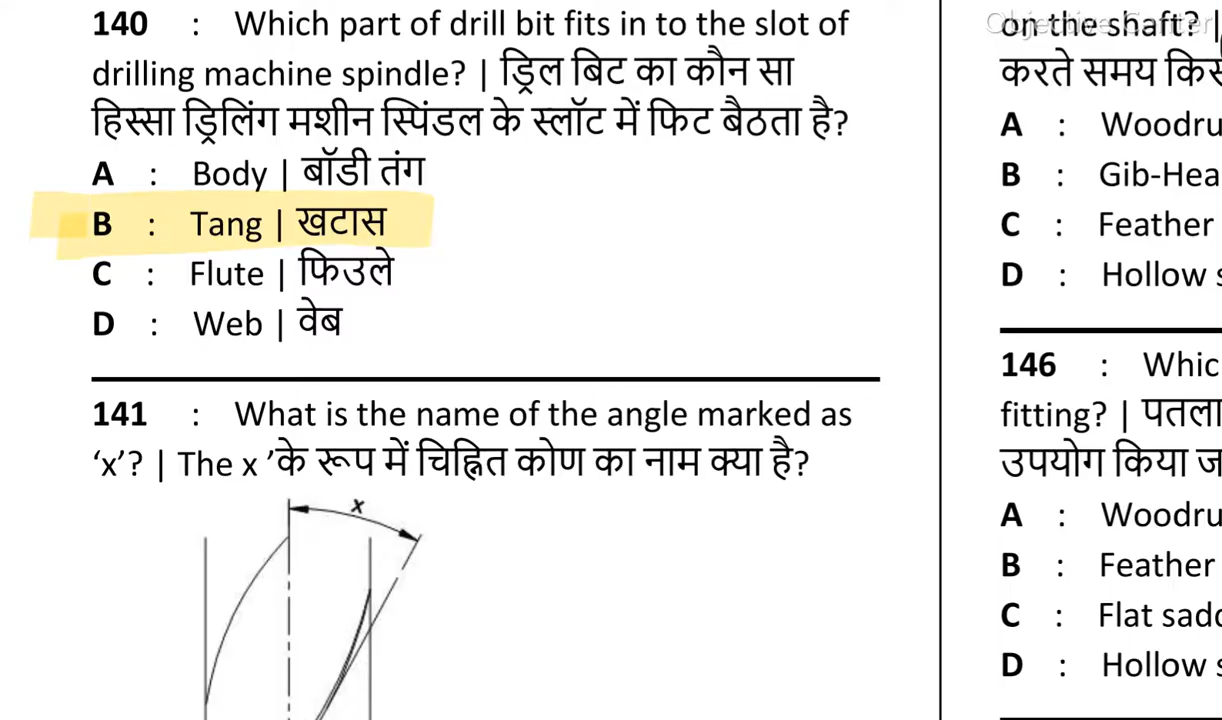 140 : Which part of drill bit fits in to the slot of
drilling machine spindle? | ड्रिल बिट का कौन सा
हिस्सा ड्रिलिंग मशीन स्पिंडल के स्लॉट में फिट बैठता है?
A : Body | बॉडी तंग
B : Tang | खटास
C : Flute | फिउले
D : Web | वेब
141 : What is the name of the angle marked as
‘x’? | The x ’के रूप में चिह्नित कोण का नाम क्या है?
x
Objective Center
on the shaft? |
करते समय किस
A : Woodru
B : Gib-Hea
C : Feather
D : Hollow s
146 : Whic
fitting? | पतला
उपयोग किया ज
A : Woodru
B : Feather
C : Flat sadd
D : Hollow s